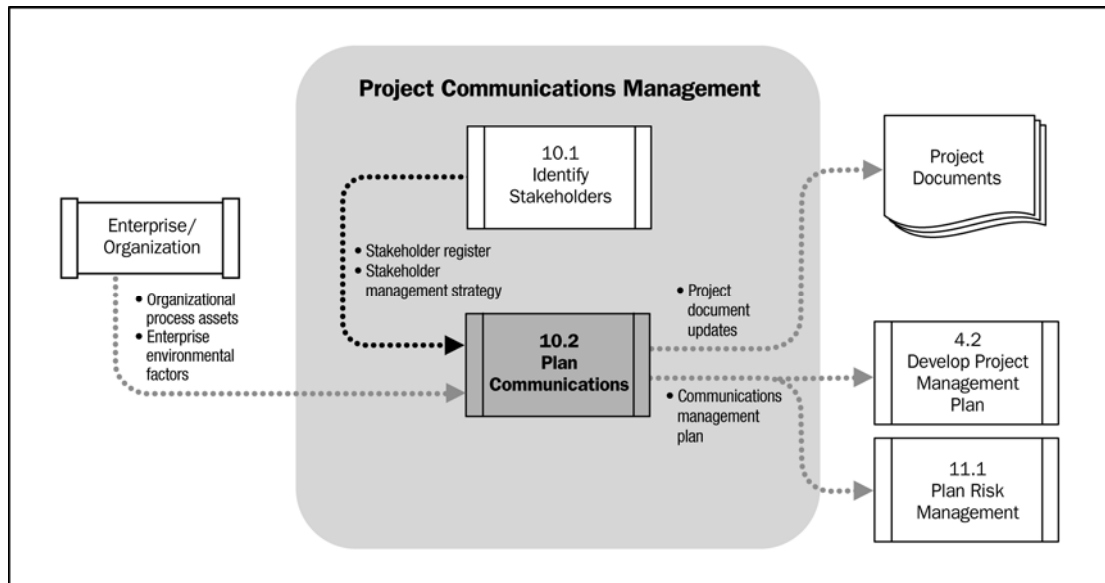 Project Communications Management
10.1
Identify
Stakeholders
Project
Documents
Enterprise/
Organization
• Stakeholder register
• Stakeholder
management strategy
• Organizational
process assets
• Enterprise
environmental
factors
• Project
document
updates
10.2
Plan
Communications
4.2
Develop Project
Management
Plan
• Communications
management
plan
11.1
Plan Risk
Management